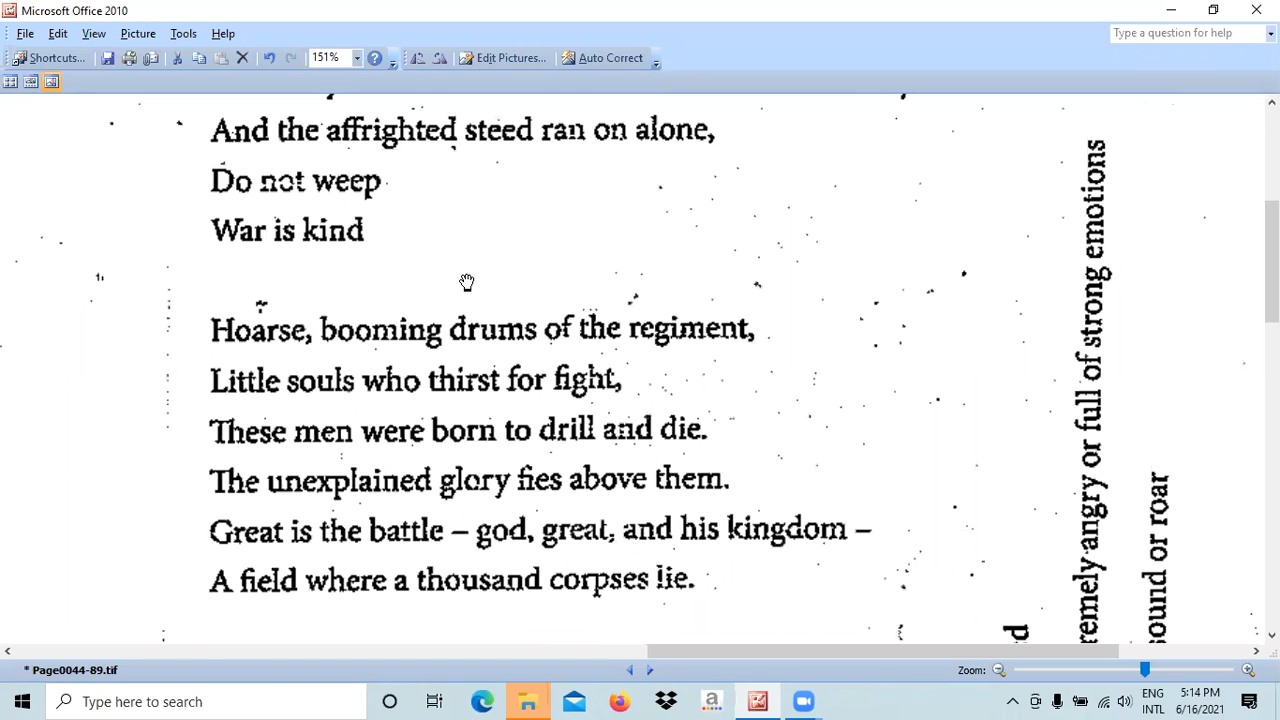 Microsoft Office 2010
File Edit View Picture Tools Help
Type a question for help
Shortcuts... 151% Edit Pictures... Auto Correct
And the affrighted steed ran on alone,
Do not weep
War is kind
Hoarse, booming drums of the regiment,
Little souls who thirst for fight,
These men were born to drill and die.
The unexplained glory fies above them.
Great is the battle – god, great, and his kingdom –
A field where a thousand corpses lie.
remely angry or full of strong emotions
sound or roar
* Page0044-89.tif
Zoom:
Type here to search
ENG
INTL
5:14 PM
6/16/2021